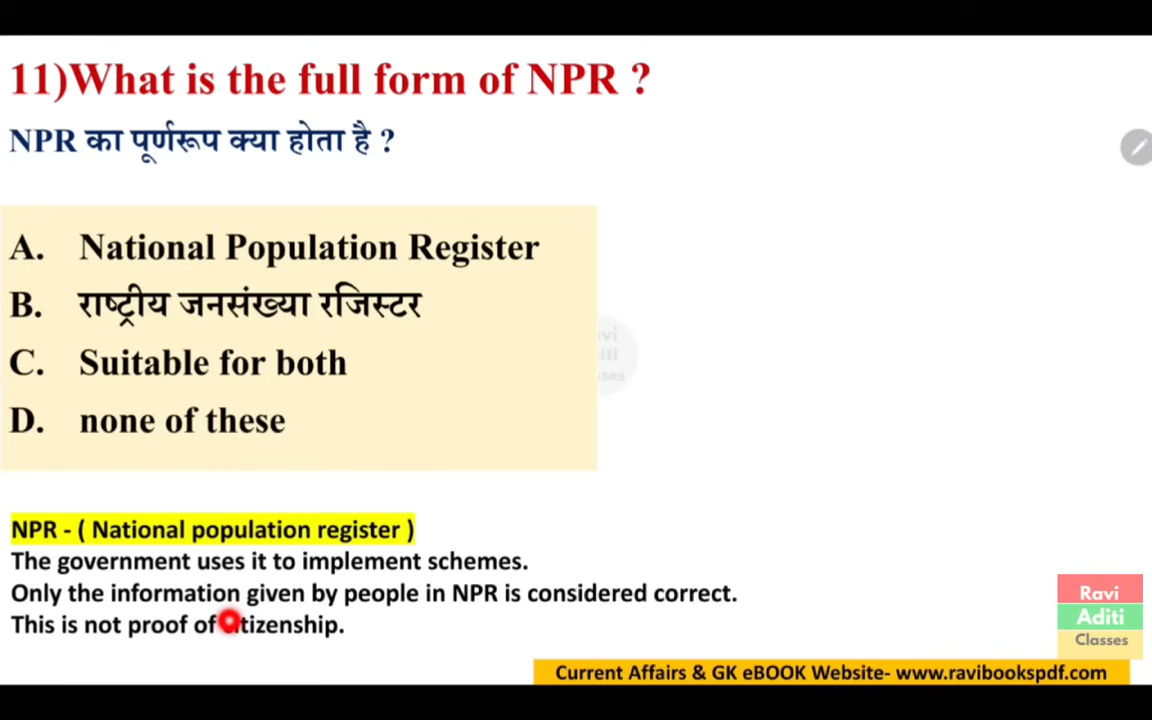 11)What is the full form of NPR ?
NPR का पूर्णरूप क्या होता है ?
A. National Population Register
B. राष्ट्रीय जनसंख्या रजिस्टर
C. Suitable for both
D. none of these
NPR - ( National population register )
The government uses it to implement schemes.
Only the information given by people in NPR is considered correct.
This is not proof of citizenship.
Ravi
Aditi
Classes
Current Affairs & GK eBOOK Website- www.ravibookspdf.com